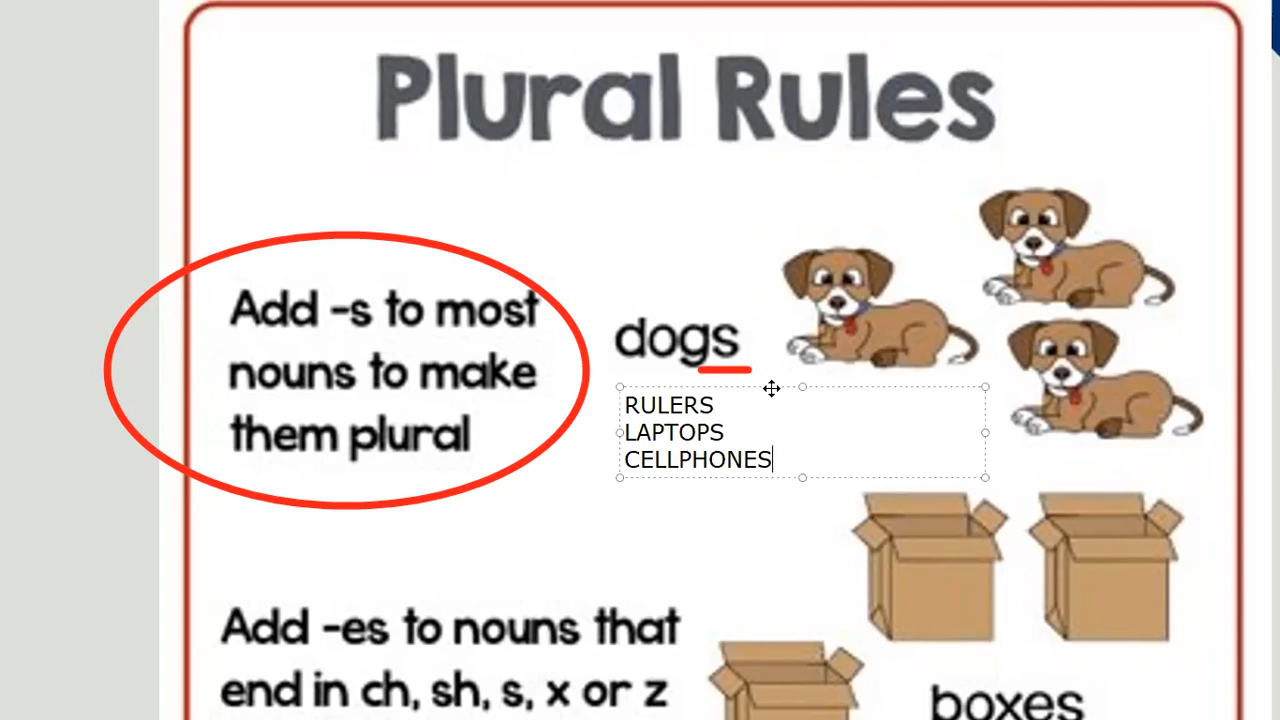 Plural Rules
Add -s to most
nouns to make
them plural
dogs
RULERS
LAPTOPS
CELLPHONES
Add -es to nouns that
end in ch, sh, s, x or z
boxes